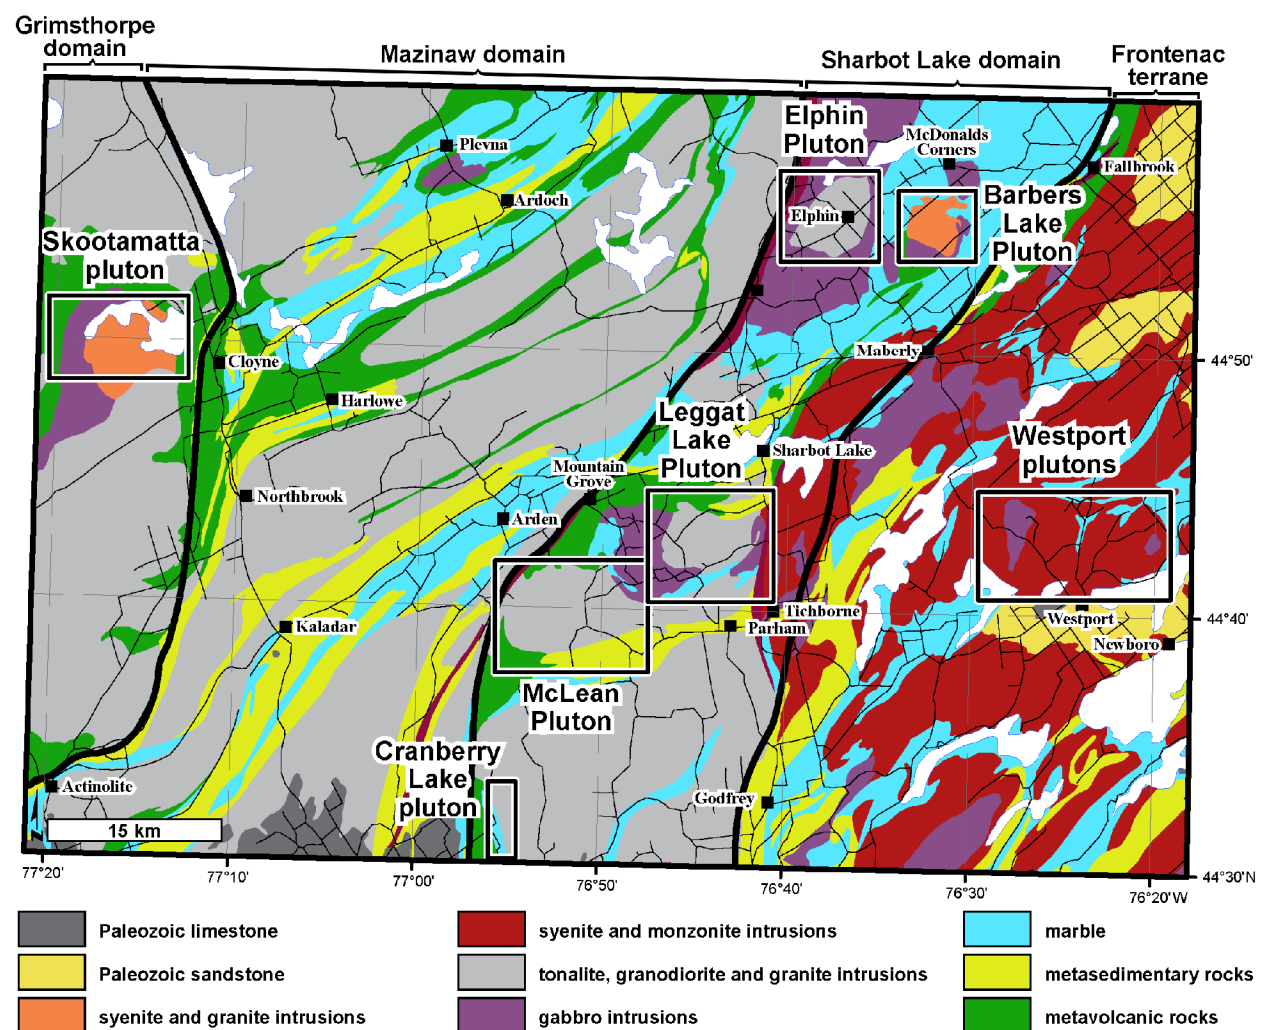 Grimsthorpe
domain
Mazinaw domain
Sharbot Lake domain
Frontenac
terrane
Elphin
Pluton
McDonalds
Corners
Plevna
Fallbrook
Ardoch
Elphin
Barbers
Lake
Pluton
Skootamatta
pluton
Cloyne
Maberly
44°50'
Harlowe
Leggat
Lake
Pluton
Westport
plutons
Sharbot Lake
Mountain
Grove
Northbrook
Arden
Tichborne
Parham
Westport
44°40'
Kaladar
Newboro
McLean
Pluton
Cranberry
Lake
pluton
Actinolite
Godfrey
15 km
77°20'
77°10'
77°00'
76°50'
76°40'
76°30'
76°20'W
44°30'N
Paleozoic limestone
syenite and monzonite intrusions
marble
Paleozoic sandstone
tonalite, granodiorite and granite intrusions
metasedimentary rocks
syenite and granite intrusions
gabbro intrusions
metavolcanic rocks